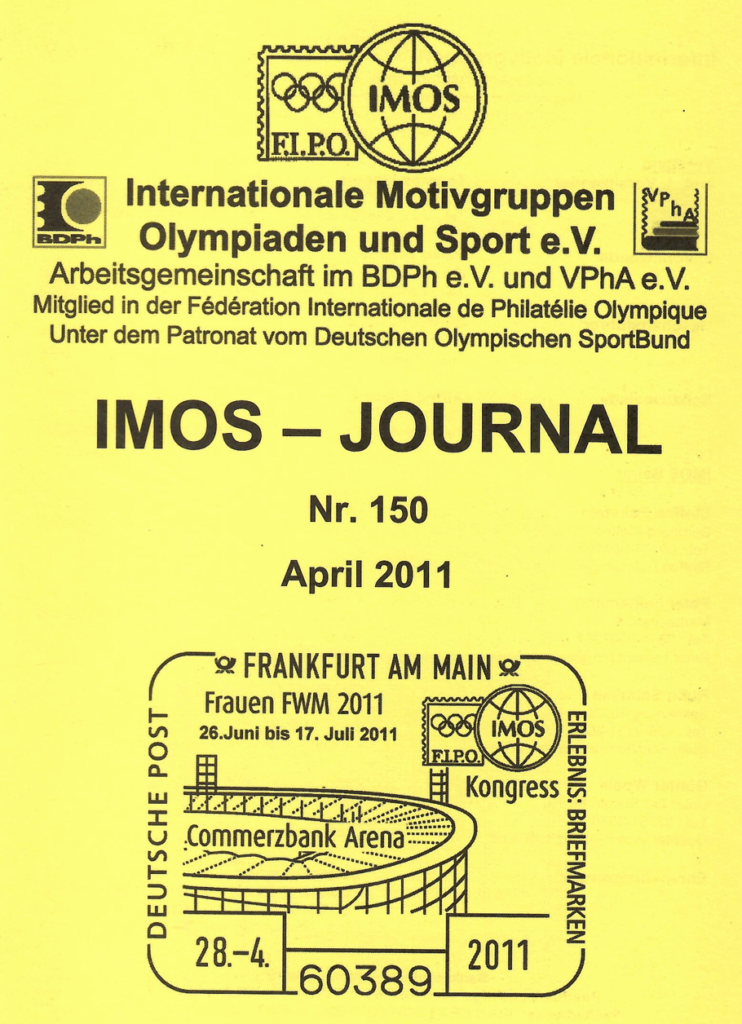 IMOS
F.I.P.O.
BDPh
Internationale Motivgruppen
VPhA
Olympiaden und Sport e.V.
Arbeitsgemeinschaft im BDPh e.V. und VPhA e.V.
Mitglied in der Fédération Internationale de Philatélie Olympique
Unter dem Patronat vom Deutschen Olympischen SportBund
IMOS – JOURNAL
Nr. 150
April 2011
FRANKFURT AM MAIN
Frauen FWM 2011
26.Juni bis 17. Juli 2011
IMOS
F.I.P.O.
Kongress
DEUTSCHE POST
ERLEBNIS: BRIEFMARKEN
Commerzbank Arena
28.–4.
2011
60389